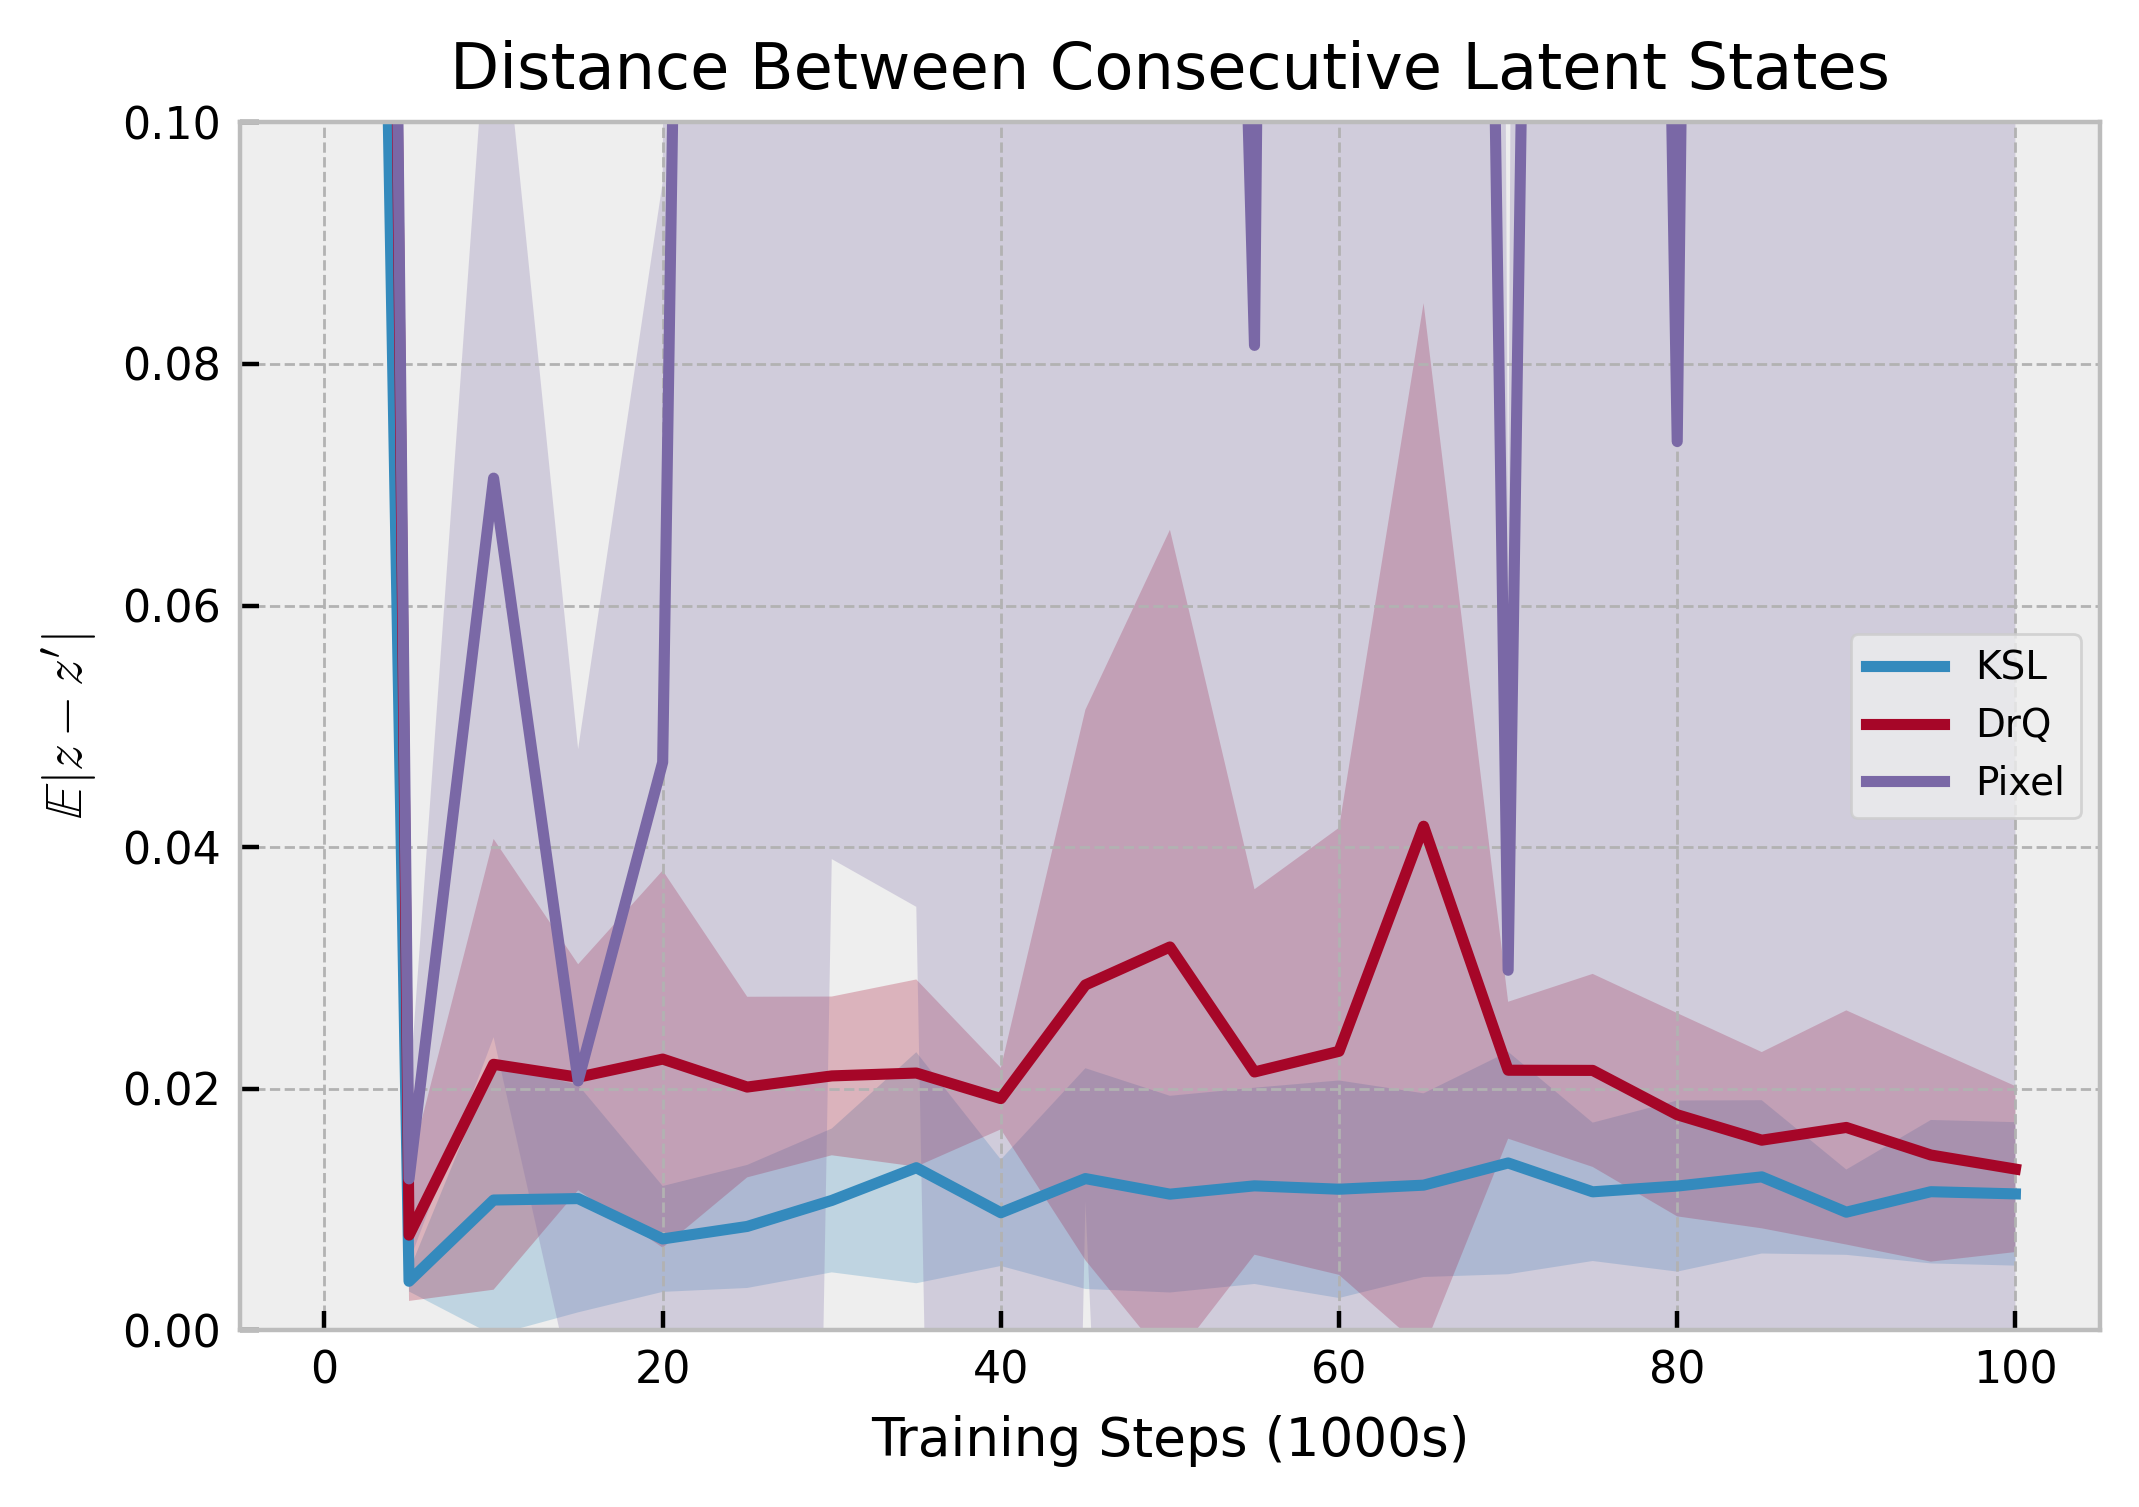 Distance Between Consecutive Latent States
0.10
0.08
0.06
0.04
0.02
0.00
𝔼|z − z′|
KSL
DrQ
Pixel
0 20 40 60 80 100
Training Steps (1000s)